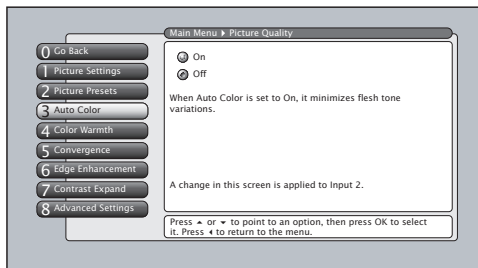 Main Menu ▶ Picture Quality
0 Go Back
1 Picture Settings
2 Picture Presets
3 Auto Color
4 Color Warmth
5 Convergence
6 Edge Enhancement
7 Contrast Expand
8 Advanced Settings
On
Off
When Auto Color is set to On, it minimizes flesh tone
variations.
A change in this screen is applied to Input 2.
Press ▲ or ▼ to point to an option, then press OK to select
it. Press ◀ to return to the menu.